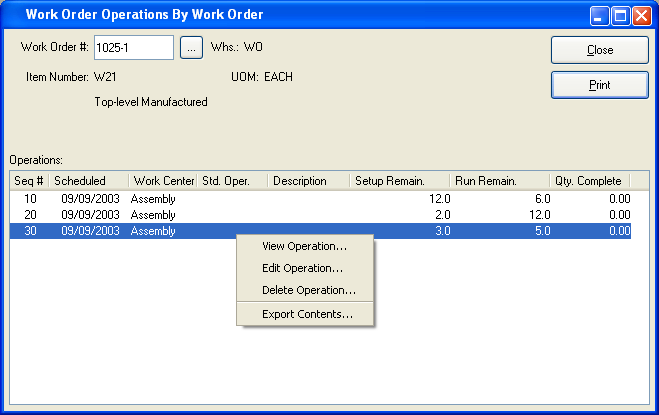 Work Order Operations By Work Order
Work Order #: 1025-1 ... Whs.: WO Close
Item Number: W21 UOM: EACH Print
Top-level Manufactured
Operations:
Seq # Scheduled Work Center Std. Oper. Description Setup Remain. Run Remain. Qty. Complete
10 09/09/2003 Assembly 12.0 6.0 0.00
20 09/09/2003 Assembly 2.0 12.0 0.00
30 09/09/2003 Assembly 3.0 5.0 0.00
View Operation...
Edit Operation...
Delete Operation...
Export Contents...